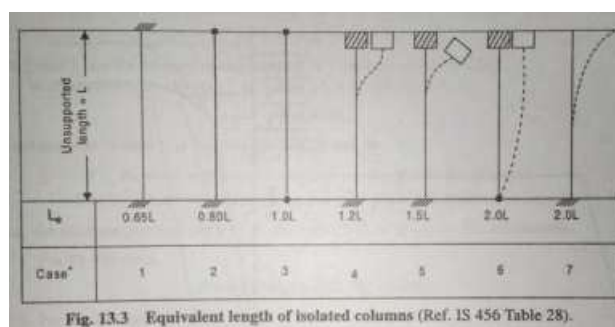 Unsupported
length = L
Le 0.65L 0.80L 1.0L 1.2L 1.5L 2.0L 2.0L
Case* 1 2 3 4 5 6 7
Fig. 13.3 Equivalent length of isolated columns (Ref. IS 456 Table 28).